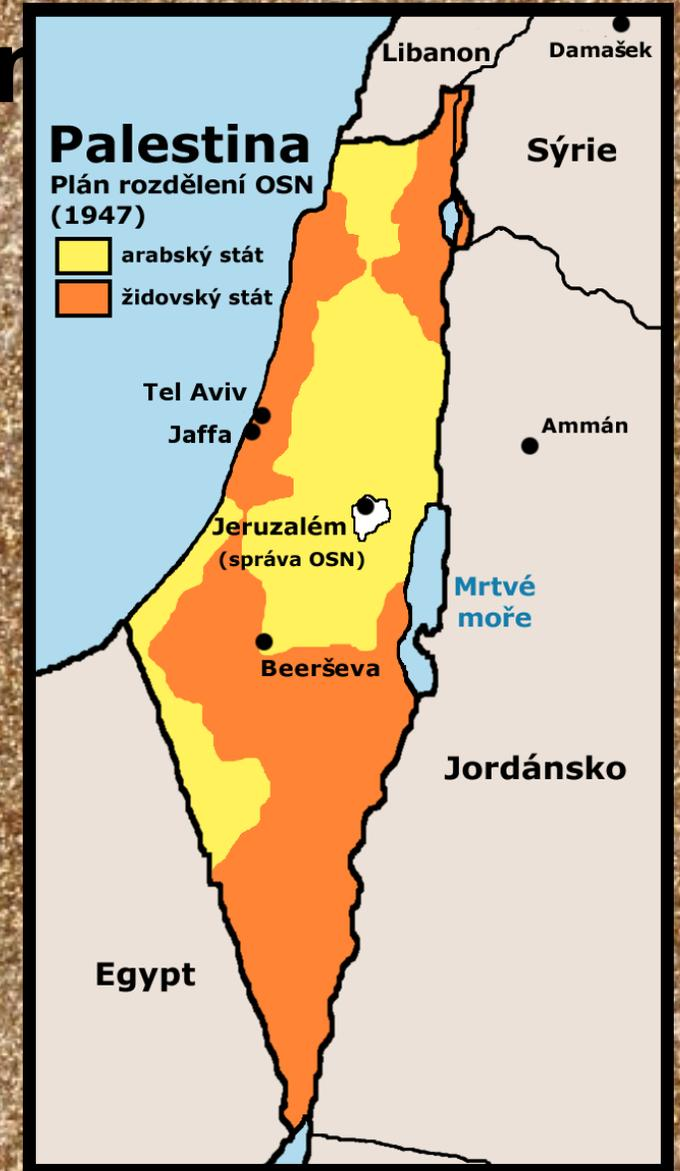 Libanon
Damašek
Palestina
Plán rozdělení OSN
(1947)
arabský stát
židovský stát
Sýrie
Tel Aviv
Jaffa
Ammán
Jeruzalém
(správa OSN)
Mrtvé
moře
Beerševa
Jordánsko
Egypt